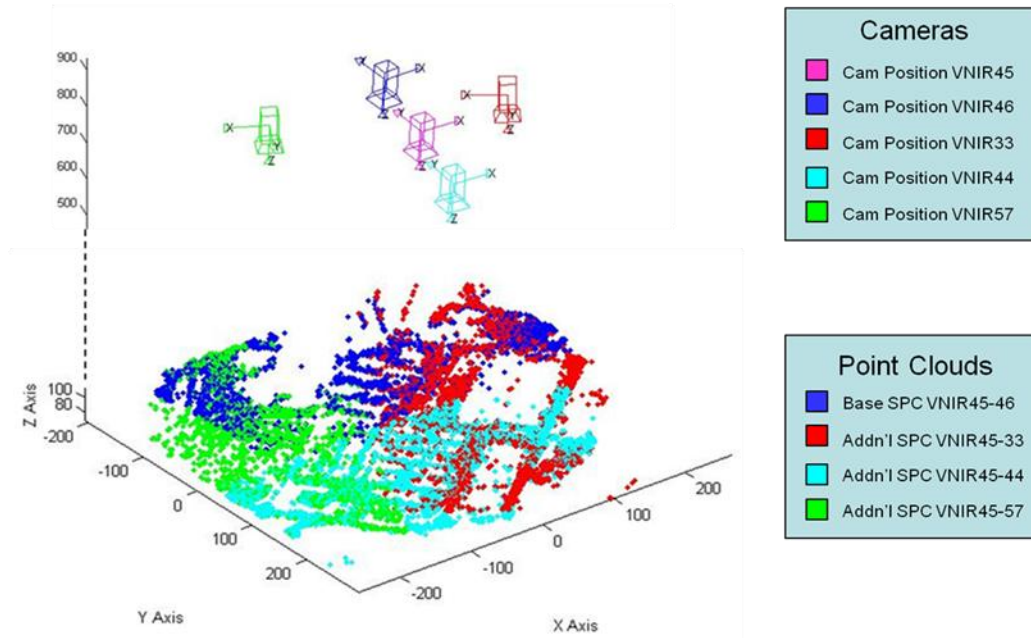 900
800
700
600
500
Y
X
Y
X
X
X
Y
Z
Z
Y
Z
Y
X
Z
Z
Cameras
Cam Position VNIR45
Cam Position VNIR46
Cam Position VNIR33
Cam Position VNIR44
Cam Position VNIR57
Z Axis
100
80
-200
-100
0
100
200
Y Axis
-200
-100
0
100
200
X Axis
Point Clouds
Base SPC VNIR45-46
Addn'l SPC VNIR45-33
Addn'l SPC VNIR45-44
Addn'l SPC VNIR45-57